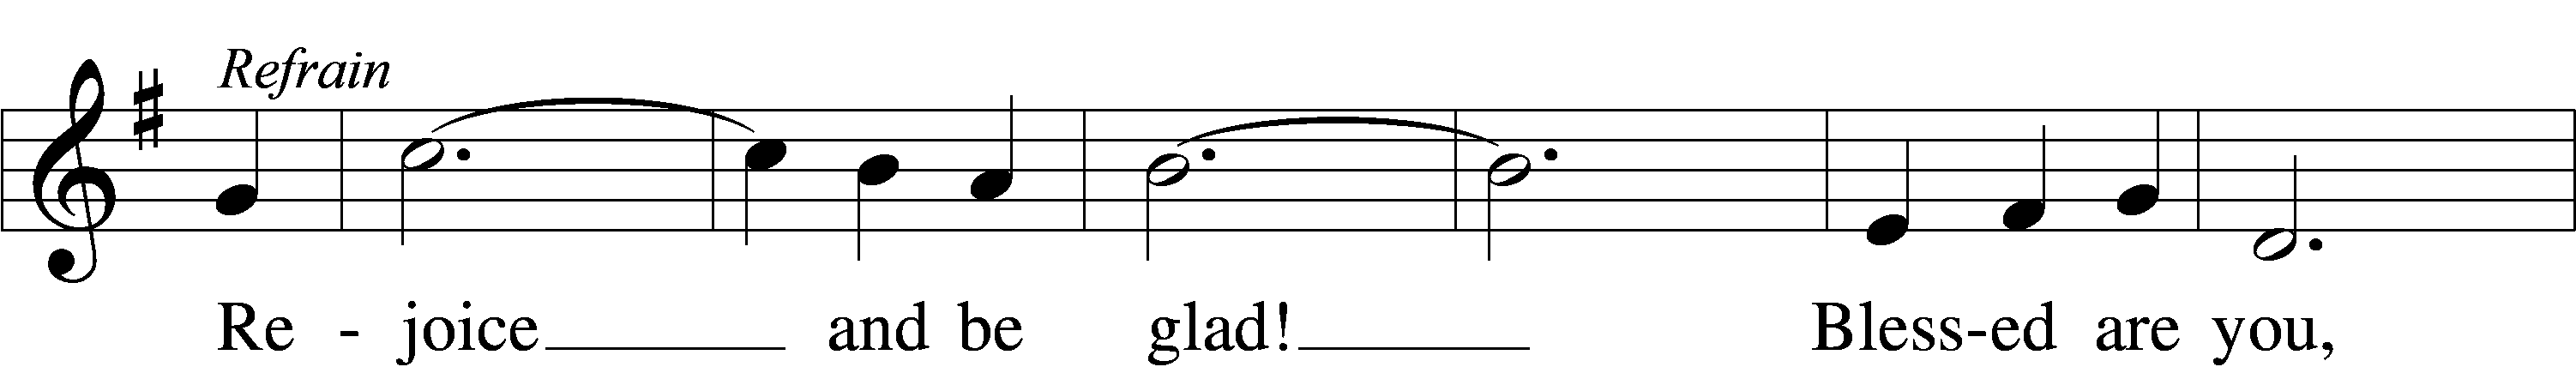 Refrain
Re - joice and be glad! Bless-ed are you,